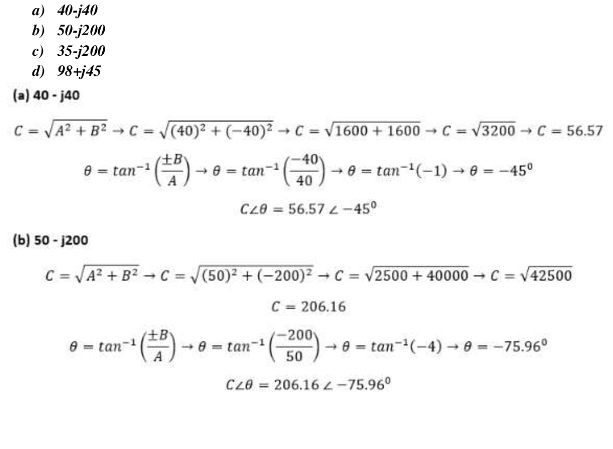 a) 40-j40
b) 50-j200
c) 35-j200
d) 98+j45
(a) 40 - j40
C = √(A² + B²) → C = √((40)² + (−40)²) → C = √(1600 + 1600) → C = √3200 → C = 56.57
θ = tan⁻¹(±B/A) → θ = tan⁻¹(−40/40) → θ = tan⁻¹(−1) → θ = −45⁰
C∠θ = 56.57 ∠ −45⁰
(b) 50 - j200
C = √(A² + B²) → C = √((50)² + (−200)²) → C = √(2500 + 40000) → C = √42500
C = 206.16
θ = tan⁻¹(±B/A) → θ = tan⁻¹(−200/50) → θ = tan⁻¹(−4) → θ = −75.96⁰
C∠θ = 206.16 ∠ −75.96⁰